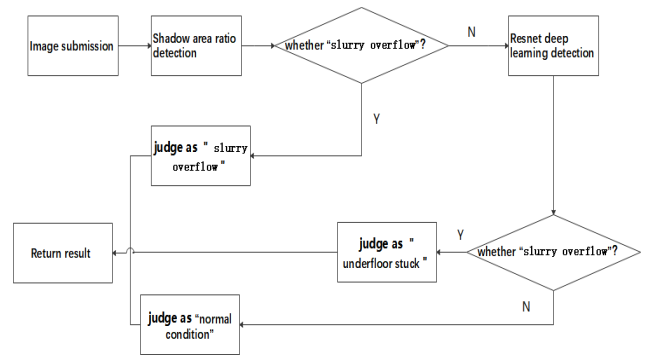 Image submission
Shadow area ratio
detection
whether “slurry overflow”?
N
Resnet deep
learning detection
Y
judge as " slurry
overflow"
Return result
judge as "
underfloor stuck "
Y
whether “slurry overflow”?
N
judge as “normal
condition”